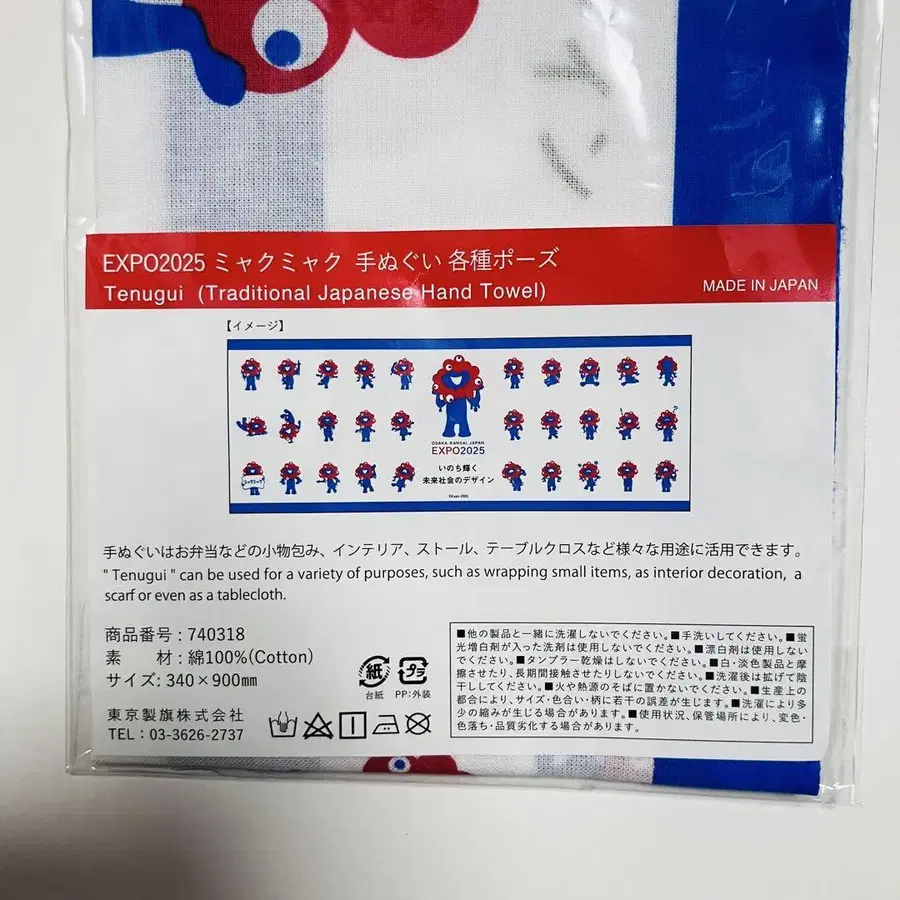 EXPO2025 ミャクミャク 手ぬぐい 各種ポーズ
Tenugui (Traditional Japanese Hand Towel)
MADE IN JAPAN
【イメージ】
OSAKA, KANSAI, JAPAN
EXPO2025
いのち輝く
未来社会のデザイン
手ぬぐいはお弁当などの小物包み、インテリア、ストール、テーブルクロスなど様々な用途に活用できます。
" Tenugui " can be used for a variety of purposes, such as wrapping small items, as interior decoration, a
scarf or even as a tablecloth.
商品番号 : 740318
素 材 : 綿100%(Cotton)
サイズ : 340×900㎜
東京製旗株式会社
TEL : 03-3626-2737
紙
台紙
プラ
PP:外装
■他の製品と一緒に洗濯しないでください。■手洗いしてください。■蛍
光増白剤が入った洗剤は使用しないでください。■漂白剤は使用しない
でください。■タンブラー乾燥はしないでください。■白・淡色製品と摩
擦させたり、長期間接触させたりしないでください。■洗濯後は拡げて陰
干ししてください。■火や熱源のそばに置かないでください。■生産上の
都合により、サイズ・色合い・柄に若干の誤差が生じます。■洗濯により多
少の縮みが生じる場合があります。■使用状況、保管場所により、変色・
色落ち・品質劣化する場合があります。